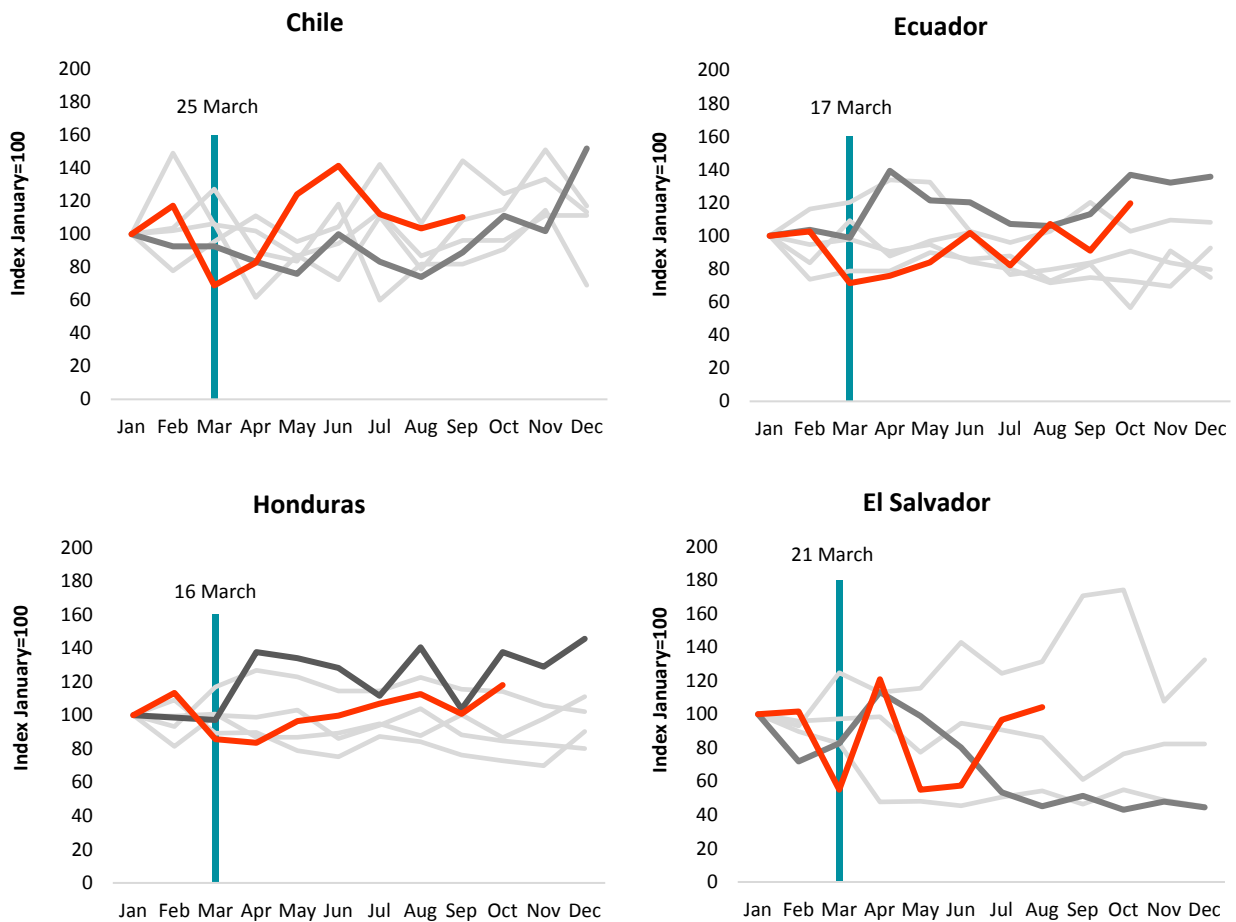 Chile
Index January=100
200
180
160
140
120
100
80
60
40
20
0
25 March
Jan Feb Mar Apr May Jun Jul Aug Sep Oct Nov Dec
Ecuador
Index January=100
200
180
160
140
120
100
80
60
40
20
0
17 March
Jan Feb Mar Apr May Jun Jul Aug Sep Oct Nov Dec
Honduras
Index January=100
200
180
160
140
120
100
80
60
40
20
0
16 March
Jan Feb Mar Apr May Jun Jul Aug Sep Oct Nov Dec
El Salvador
Index January=100
200
180
160
140
120
100
80
60
40
20
0
21 March
Jan Feb Mar Apr May Jun Jul Aug Sep Oct Nov Dec